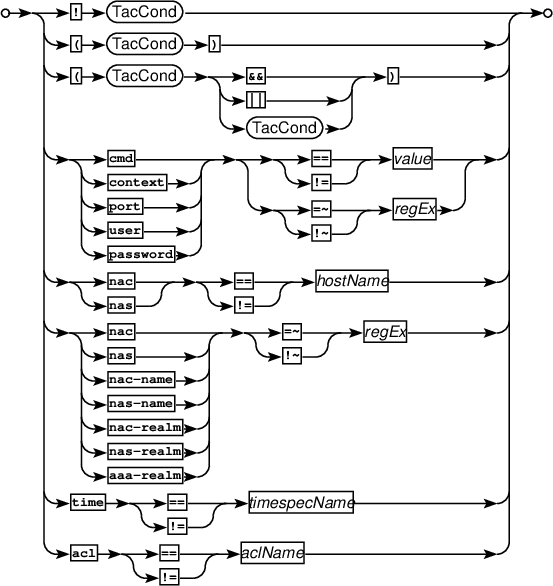 ! TacCond
( TacCond )
( TacCond && )
||
TacCond
cmd == value
context !=
port =~ regEx
user !~
password
nac == hostName
nas !=
nac =~ regEx
nas !~
nac-name
nas-name
nac-realm
nas-realm
aaa-realm
time == timespecName
!=
acl == aclName
!=